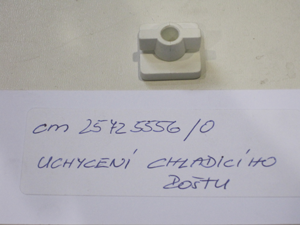 cm 25425556/0
UCHYCENÍ CHLADICÍHO
ROŠTU